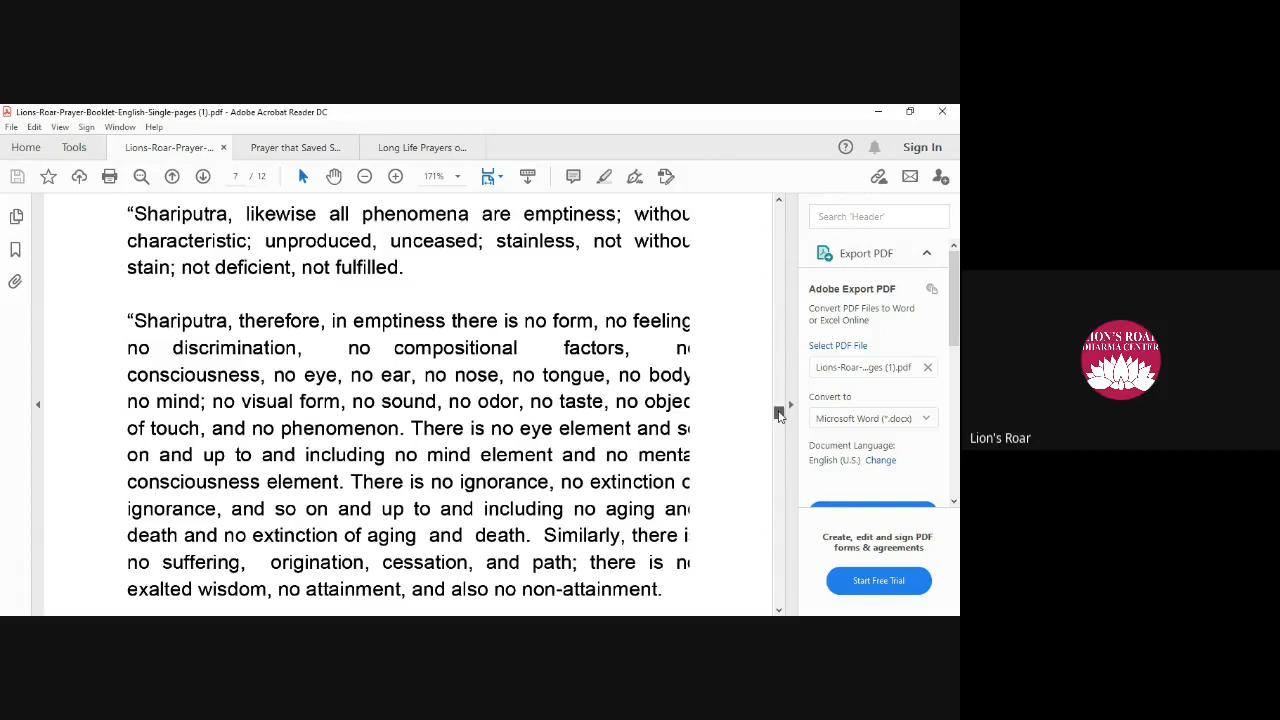 Lions-Roar-Prayer-Booklet-English-Single-pages (1).pdf - Adobe Acrobat Reader DC
File Edit View Sign Window Help
Home Tools Lions-Roar-Prayer-... × Prayer that Saved S... Long Life Prayers o... Sign In
7 / 12 171%
“Shariputra, likewise all phenomena are emptiness; withou
characteristic; unproduced, unceased; stainless, not withou
stain; not deficient, not fulfilled.
“Shariputra, therefore, in emptiness there is no form, no feeling
no discrimination, no compositional factors, n
consciousness, no eye, no ear, no nose, no tongue, no body
no mind; no visual form, no sound, no odor, no taste, no objec
of touch, and no phenomenon. There is no eye element and s
on and up to and including no mind element and no menta
consciousness element. There is no ignorance, no extinction o
ignorance, and so on and up to and including no aging an
death and no extinction of aging and death. Similarly, there i
no suffering, origination, cessation, and path; there is n
exalted wisdom, no attainment, and also no non-attainment.
Search 'Header'
Export PDF
Adobe Export PDF
Convert PDF Files to Word
or Excel Online
Select PDF File
Lions-Roar-...ges (1).pdf
Convert to
Microsoft Word (*.docx)
Document Language:
English (U.S.) Change
Create, edit and sign PDF
forms & agreements
Start Free Trial
LION'S ROAR
DHARMA CENTER
Lion's Roar